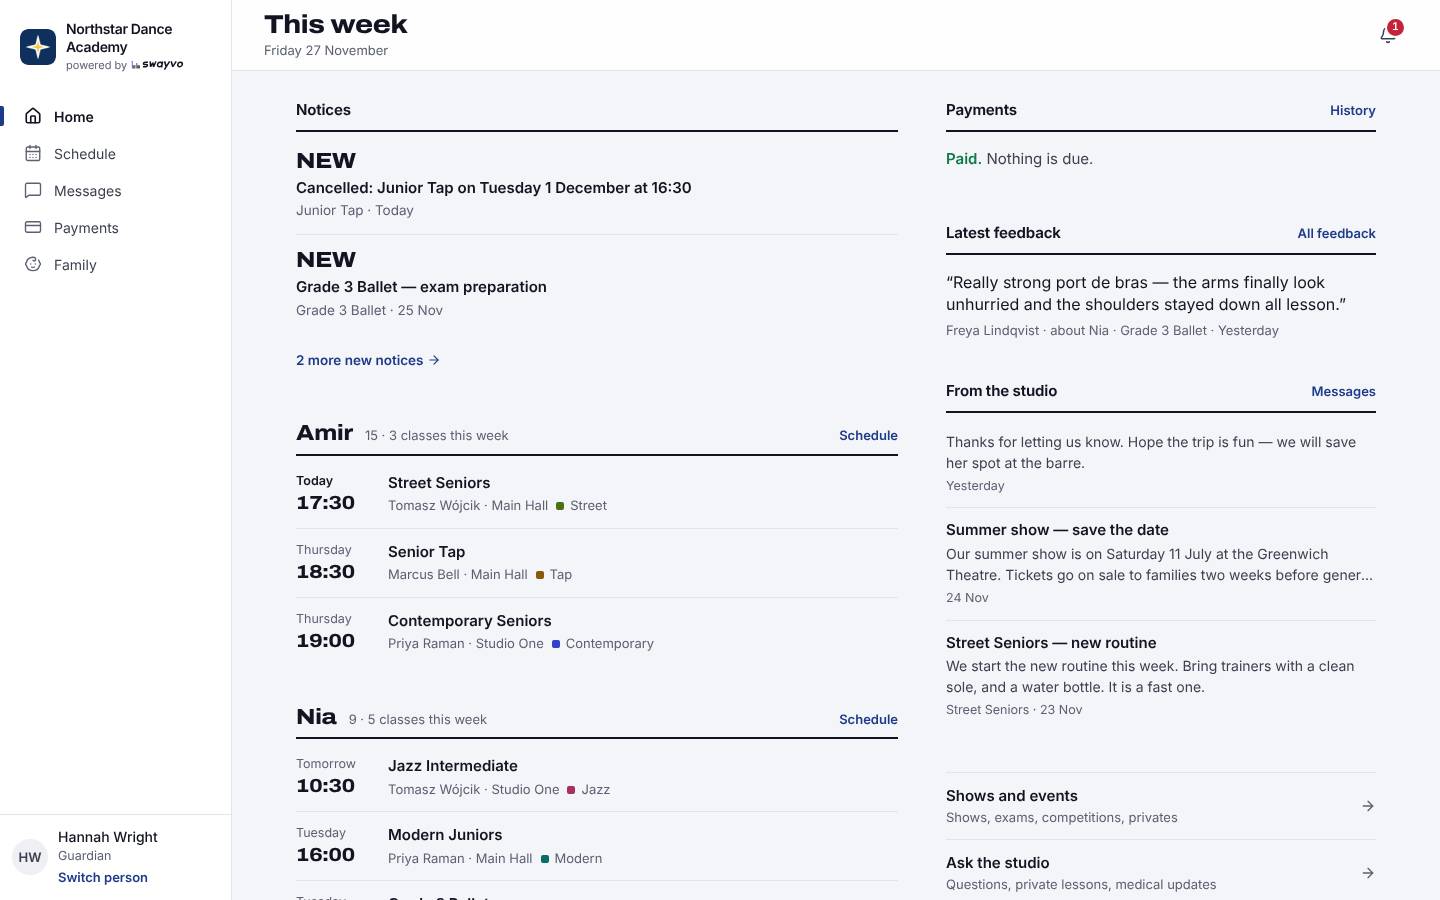 Northstar Dance
Academy
powered by swayvo
Home
Schedule
Messages
Payments
Family
Hannah Wright
HW
Guardian
Switch person
This week
Friday 27 November
1
Notices
NEW
Cancelled: Junior Tap on Tuesday 1 December at 16:30
Junior Tap · Today
NEW
Grade 3 Ballet — exam preparation
Grade 3 Ballet · 25 Nov
2 more new notices →
Amir 15 · 3 classes this week Schedule
Today
17:30
Street Seniors
Tomasz Wójcik · Main Hall Street
Thursday
18:30
Senior Tap
Marcus Bell · Main Hall Tap
Thursday
19:00
Contemporary Seniors
Priya Raman · Studio One Contemporary
Nia 9 · 5 classes this week Schedule
Tomorrow
10:30
Jazz Intermediate
Tomasz Wójcik · Studio One Jazz
Tuesday
16:00
Modern Juniors
Priya Raman · Main Hall Modern
Payments History
Paid. Nothing is due.
Latest feedback All feedback
“Really strong port de bras — the arms finally look
unhurried and the shoulders stayed down all lesson.”
Freya Lindqvist · about Nia · Grade 3 Ballet · Yesterday
From the studio Messages
Thanks for letting us know. Hope the trip is fun — we will save
her spot at the barre.
Yesterday
Summer show — save the date
Our summer show is on Saturday 11 July at the Greenwich
Theatre. Tickets go on sale to families two weeks before gener…
24 Nov
Street Seniors — new routine
We start the new routine this week. Bring trainers with a clean
sole, and a water bottle. It is a fast one.
Street Seniors · 23 Nov
Shows and events
Shows, exams, competitions, privates
Ask the studio
Questions, private lessons, medical updates